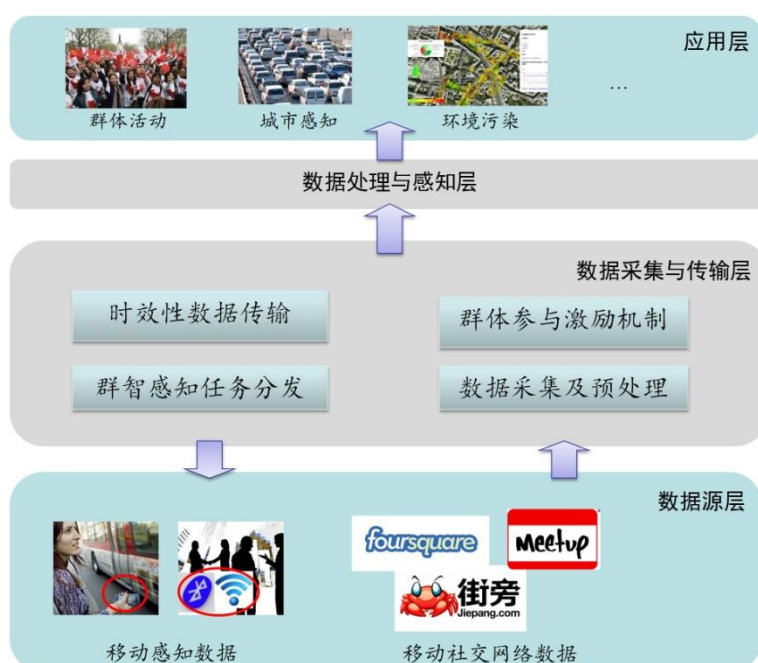 应用层
群体活动
城市感知
环境污染
...
数据处理与感知层
数据采集与传输层
时效性数据传输
群体参与激励机制
群智感知任务分发
数据采集及预处理
数据源层
foursquare
Meetup
街旁
Jiepang.com
移动感知数据
移动社交网络数据